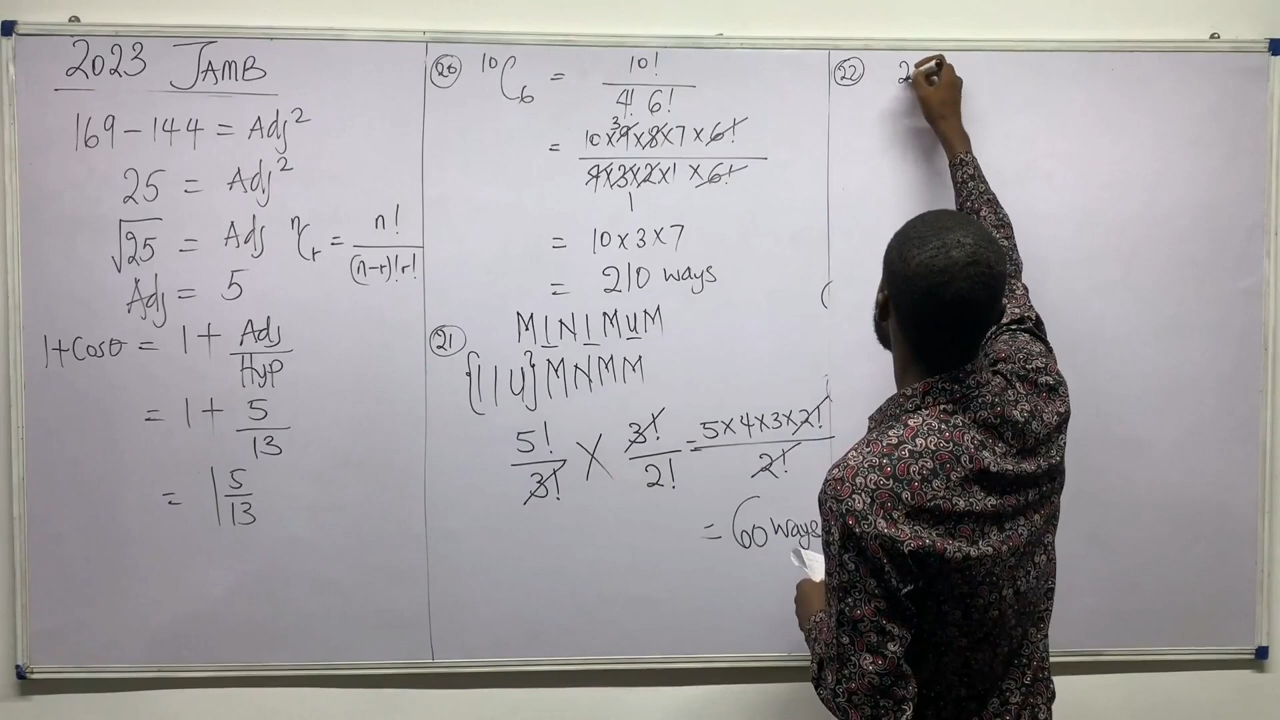 2023 JAMB
169 - 144 = Adj²
25 = Adj²
√25 = Adj
Adj = 5
ⁿCᵣ = n! / (n-r)! r!
1 + Cosθ = 1 + Adj / Hyp
= 1 + 5/13
= 1 5/13
(20) ¹⁰C₆ = 10! / 4! 6!
= 10 x 9 3 x 8 x 7 x 6! / 4 x 3 x 2 x 1 x 6!
1
= 10 x 3 x 7
= 210 ways
(21) MINIMUM
{IIU}MNMM
5!/3! X 3!/2! = 5 x 4 x 3 x 2! / 2!
= 60 ways
(22) 2